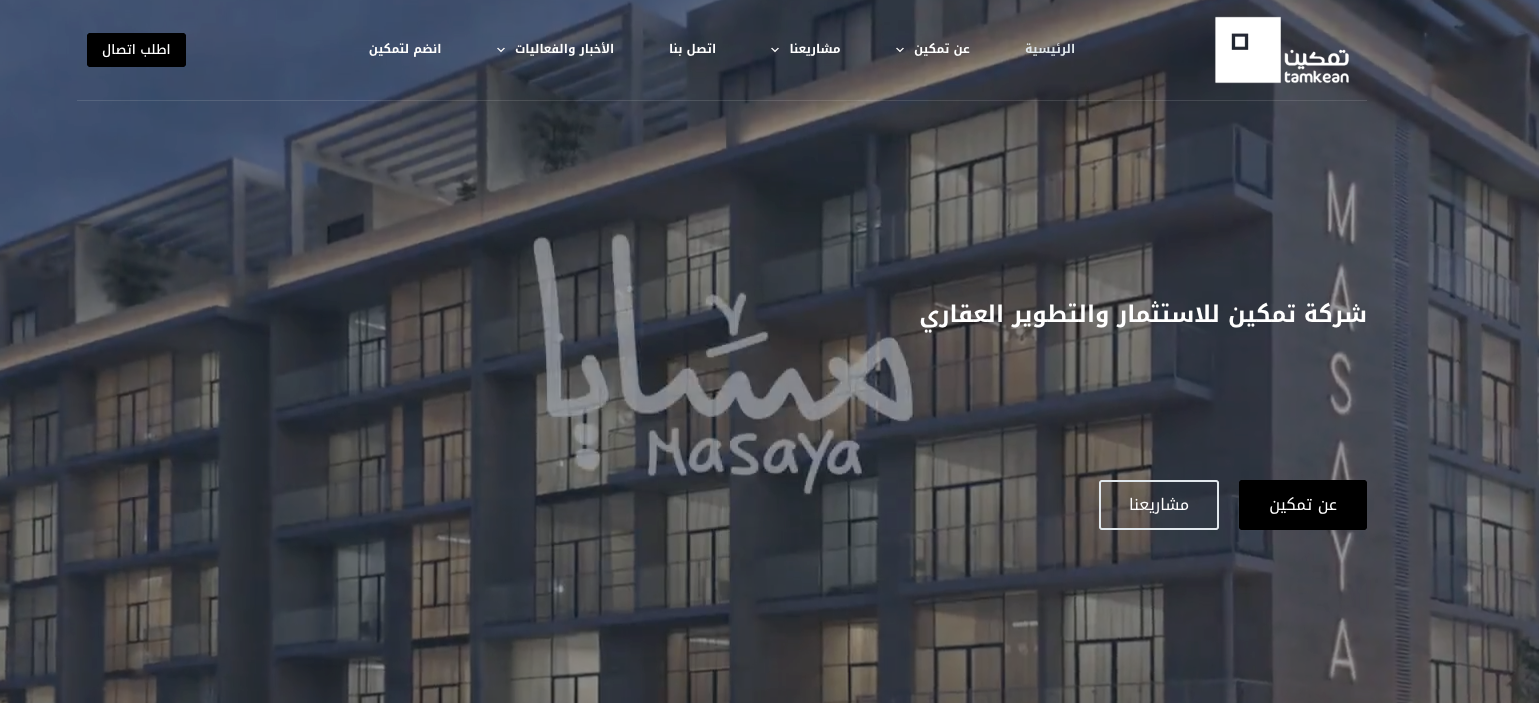 تمكين
tamkean
الرئيسية
عن تمكين
مشاريعنا
اتصل بنا
الأخبار والفعاليات
انضم لتمكين
اطلب اتصال
شركة تمكين للاستثمار والتطوير العقاري
مسايا
Masaya
عن تمكين
مشاريعنا
MASAYA